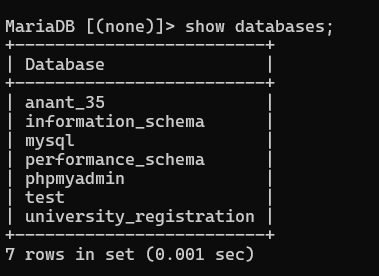 MariaDB [(none)]> show databases;
+--------------------------+
| Database                 |
+--------------------------+
| anant_35                 |
| information_schema       |
| mysql                    |
| performance_schema       |
| phpmyadmin               |
| test                     |
| university_registration  |
+--------------------------+
7 rows in set (0.001 sec)